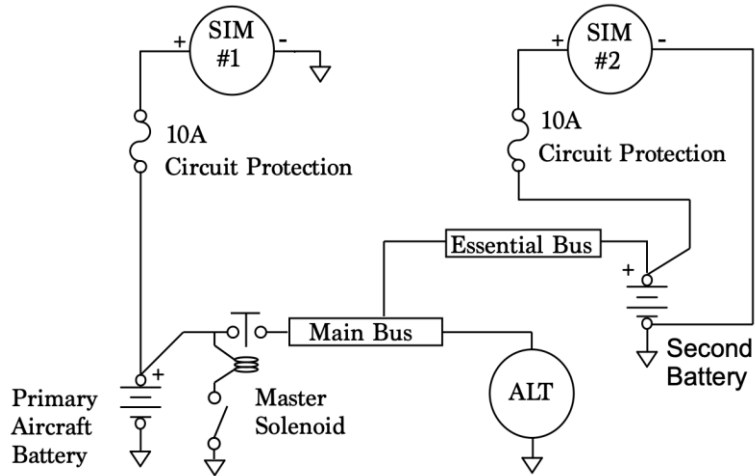 + SIM #1 -
+ SIM #2 -
10A
Circuit Protection
10A
Circuit Protection
Essential Bus
+
Main Bus
+
Second
Battery
Primary
Aircraft
Battery
Master
Solenoid
ALT